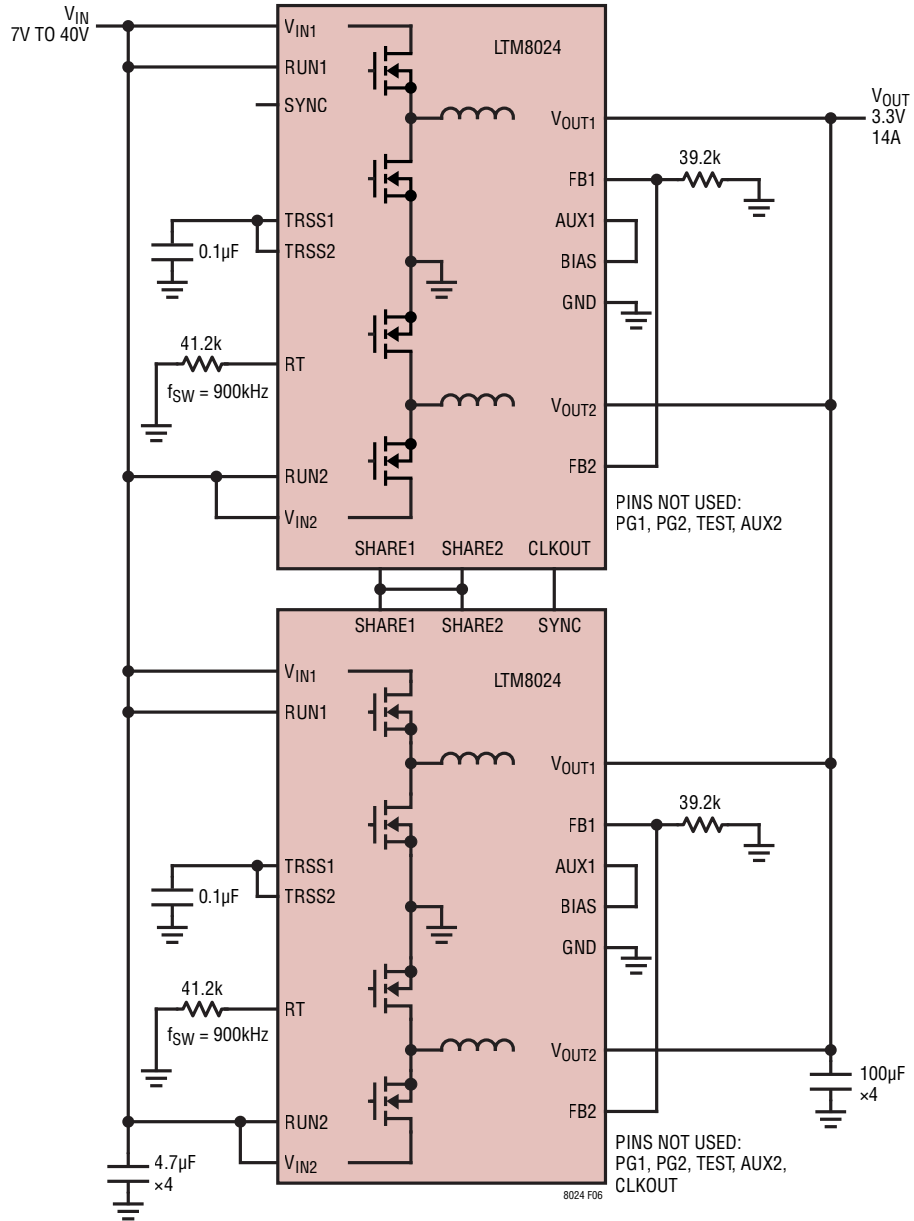 VIN
7V TO 40V
VIN1
LTM8024
RUN1
SYNC
VOUT1
VOUT
3.3V
14A
39.2k
FB1
TRSS1
AUX1
0.1µF
TRSS2
BIAS
GND
41.2k
RT
fSW = 900kHz
VOUT2
FB2
RUN2
PINS NOT USED:
PG1, PG2, TEST, AUX2
VIN2
SHARE1 SHARE2 CLKOUT
SHARE1 SHARE2 SYNC
VIN1
LTM8024
RUN1
VOUT1
39.2k
FB1
TRSS1
AUX1
0.1µF
TRSS2
BIAS
GND
41.2k
RT
fSW = 900kHz
VOUT2
100µF
×4
FB2
RUN2
PINS NOT USED:
PG1, PG2, TEST, AUX2,
CLKOUT
4.7µF
×4
VIN2
8024 F06